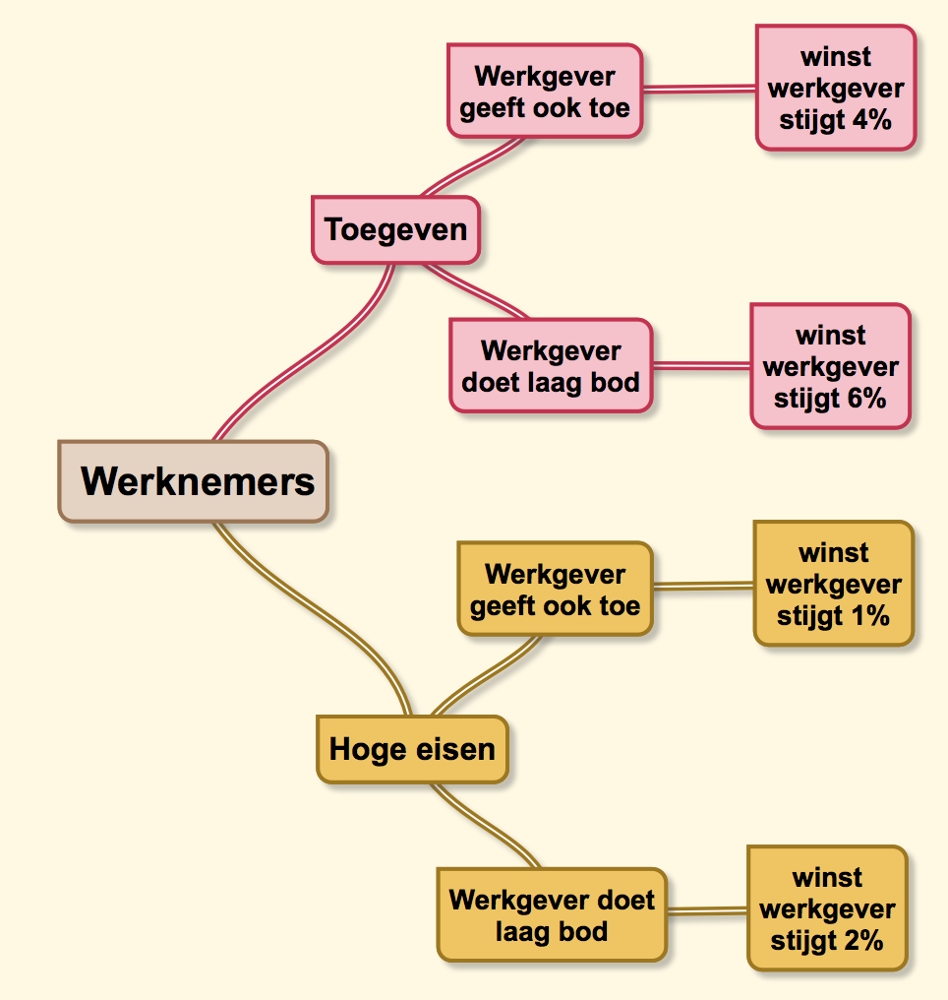 Werkgever
geeft ook toe
winst
werkgever
stijgt 4%
Toegeven
Werkgever
doet laag bod
winst
werkgever
stijgt 6%
Werknemers
Werkgever
geeft ook toe
winst
werkgever
stijgt 1%
Hoge eisen
Werkgever doet
laag bod
winst
werkgever
stijgt 2%